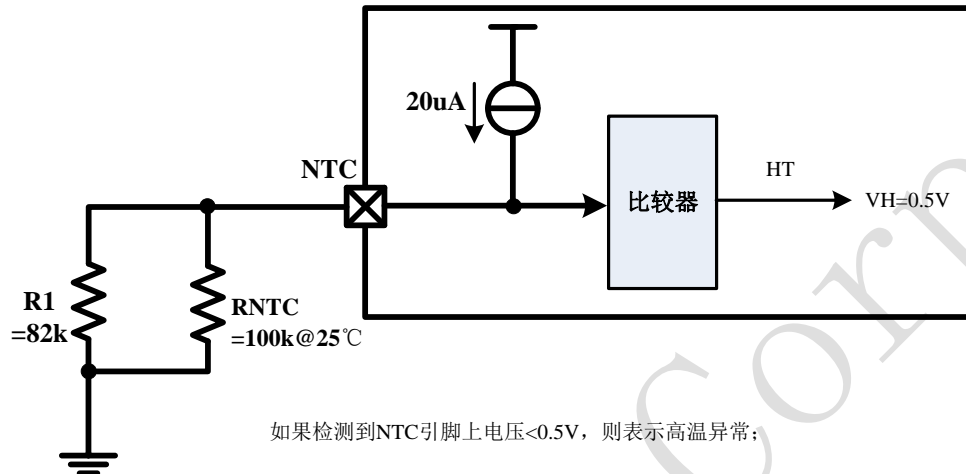 20uA
NTC
比较器
HT
VH=0.5V
R1
=82k
RNTC
=100k@25℃
如果检测到NTC引脚上电压<0.5V，则表示高温异常；